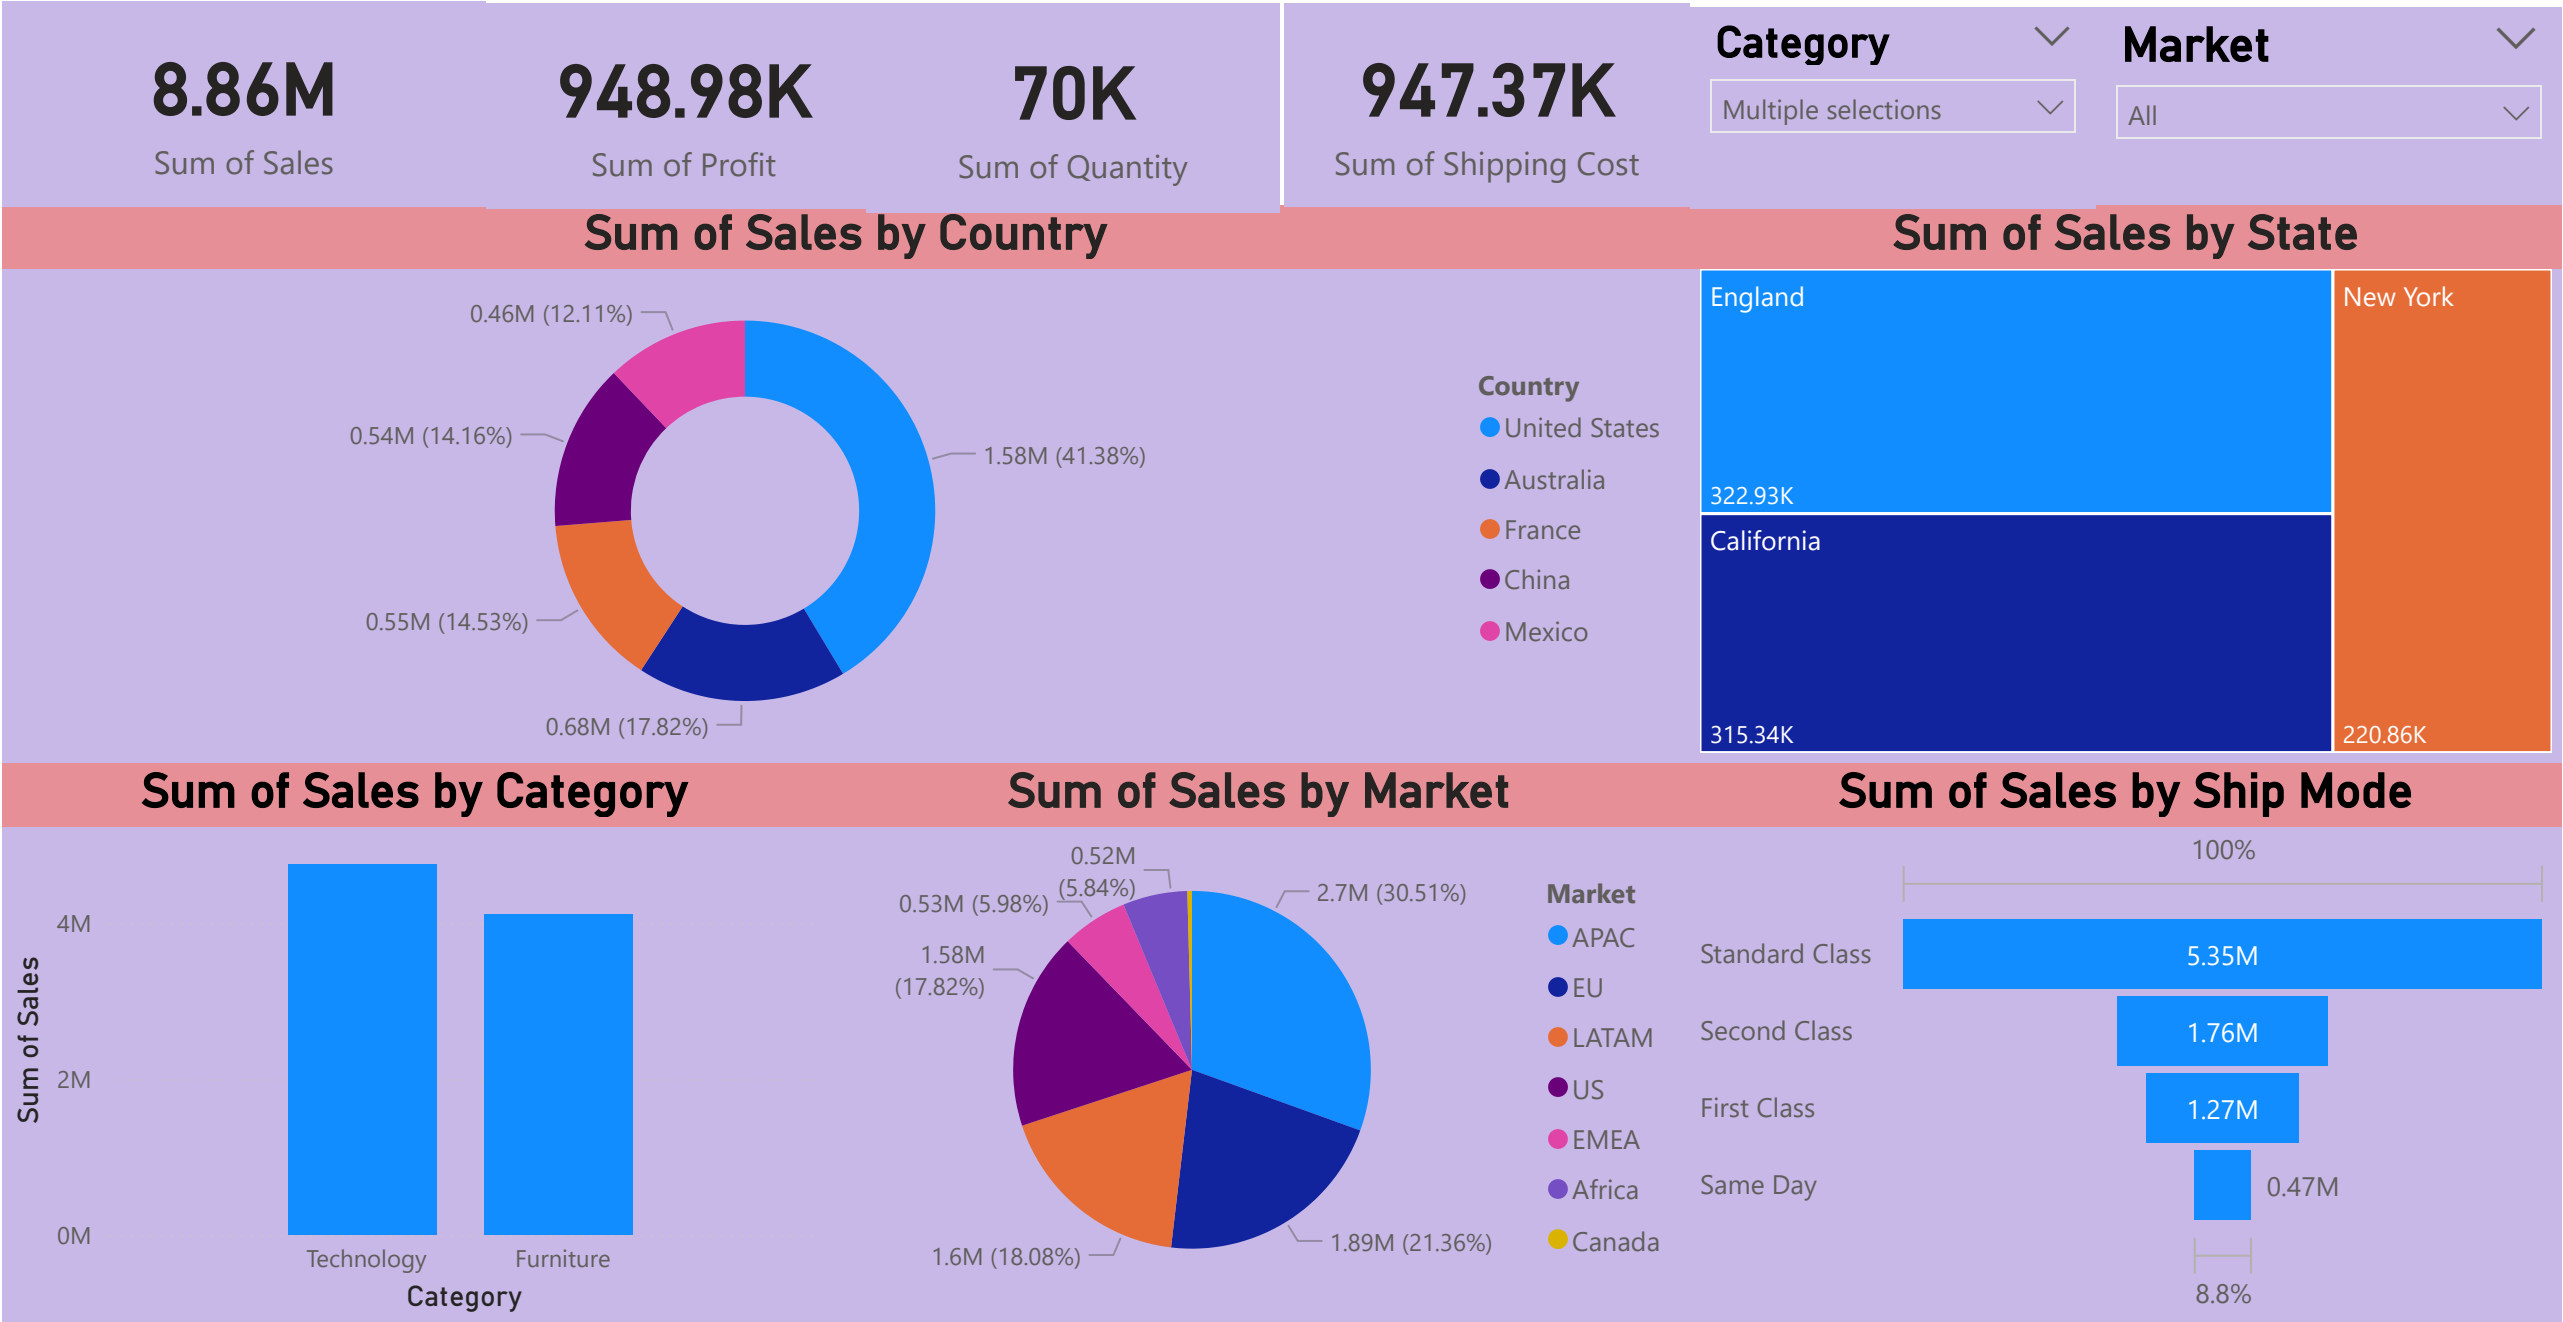 8.86M
Sum of Sales
948.98K
Sum of Profit
70K
Sum of Quantity
947.37K
Sum of Shipping Cost
Category
Multiple selections
Market
All
Sum of Sales by Country
0.46M (12.11%)
0.54M (14.16%)
1.58M (41.38%)
0.55M (14.53%)
0.68M (17.82%)
Country
United States
Australia
France
China
Mexico
Sum of Sales by State
England
322.93K
California
315.34K
New York
220.86K
Sum of Sales by Category
Sum of Sales
4M
2M
0M
Technology
Furniture
Category
Sum of Sales by Market
0.52M
(5.84%)
0.53M (5.98%)
1.58M
(17.82%)
2.7M (30.51%)
1.6M (18.08%)
1.89M (21.36%)
Market
APAC
EU
LATAM
US
EMEA
Africa
Canada
Sum of Sales by Ship Mode
100%
Standard Class
5.35M
Second Class
1.76M
First Class
1.27M
Same Day
0.47M
8.8%